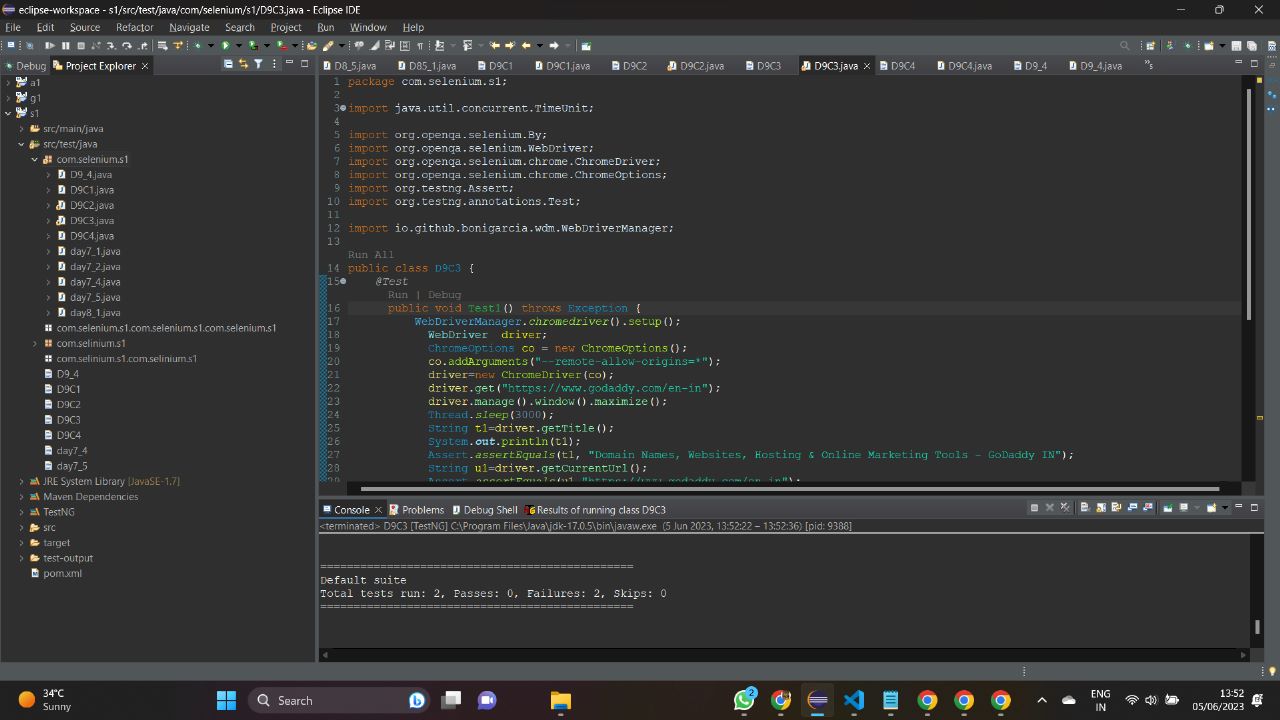 eclipse-workspace - s1/src/test/java/com/selenium/s1/D9C3.java - Eclipse IDE
File Edit Source Refactor Navigate Search Project Run Window Help
Debug Project Explorer
D8_5.java D85_1.java D9C1 D9C1.java D9C2 D9C2.java D9C3 D9C3.java D9C4 D9C4.java D9_4 D9_4.java
a1
g1
s1
src/main/java
src/test/java
com.selenium.s1
D9_4.java
D9C1.java
D9C2.java
D9C3.java
D9C4.java
day7_1.java
day7_2.java
day7_4.java
day7_5.java
day8_1.java
com.selenium.s1.com.selenium.s1.com.selenium.s1
com.selinium.s1
com.selinium.s1.com.selinium.s1
D9_4
D9C1
D9C2
D9C3
D9C4
day7_4
day7_5
JRE System Library [JavaSE-1.7]
Maven Dependencies
TestNG
src
target
test-output
pom.xml
1 package com.selenium.s1;
2
3 import java.util.concurrent.TimeUnit;
4
5 import org.openqa.selenium.By;
6 import org.openqa.selenium.WebDriver;
7 import org.openqa.selenium.chrome.ChromeDriver;
8 import org.openqa.selenium.chrome.ChromeOptions;
9 import org.testng.Assert;
10 import org.testng.annotations.Test;
11
12 import io.github.bonigarcia.wdm.WebDriverManager;
13
Run All
14 public class D9C3 {
15 @Test
Run | Debug
16 public void Test1() throws Exception {
17 WebDriverManager.chromedriver().setup();
18 WebDriver driver;
19 ChromeOptions co = new ChromeOptions();
20 co.addArguments("--remote-allow-origins=*");
21 driver=new ChromeDriver(co);
22 driver.get("https://www.godaddy.com/en-in");
23 driver.manage().window().maximize();
24 Thread.sleep(3000);
25 String t1=driver.getTitle();
26 System.out.println(t1);
27 Assert.assertEquals(t1, "Domain Names, Websites, Hosting & Online Marketing Tools - GoDaddy IN");
28 String u1=driver.getCurrentUrl();
29 Assert.assertEquals(u1,"https://www.godaddy.com/en-in");
Console Problems Debug Shell Results of running class D9C3
<terminated> D9C3 [TestNG] C:\Program Files\Java\jdk-17.0.5\bin\javaw.exe (5 Jun 2023, 13:52:22 – 13:52:36) [pid: 9388]
===============================================
Default suite
Total tests run: 2, Passes: 0, Failures: 2, Skips: 0
===============================================
34°C
Sunny
Search
2
ENG
IN
13:52
05/06/2023